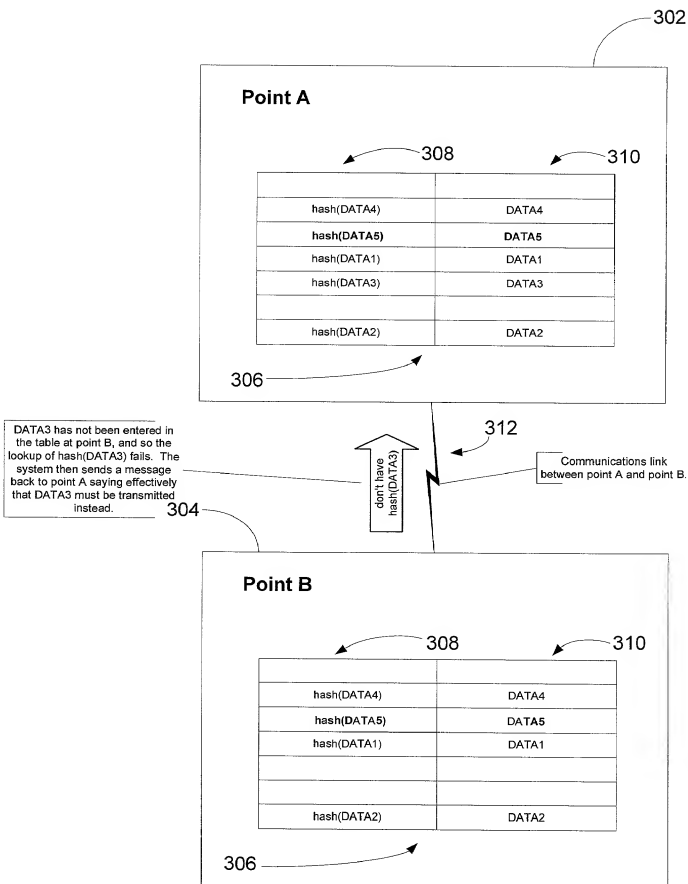 302
Point A
308
310
hash(DATA4) DATA4
hash(DATA5) DATA5
hash(DATA1) DATA1
hash(DATA3) DATA3
hash(DATA2) DATA2
306
DATA3 has not been entered in
the table at point B, and so the
lookup of hash(DATA3) fails. The
system then sends a message
back to point A saying effectively
that DATA3 must be transmitted
instead.
don't have
hash(DATA3)
312
Communications link
between point A and point B.
304
Point B
308
310
hash(DATA4) DATA4
hash(DATA5) DATA5
hash(DATA1) DATA1
hash(DATA2) DATA2
306